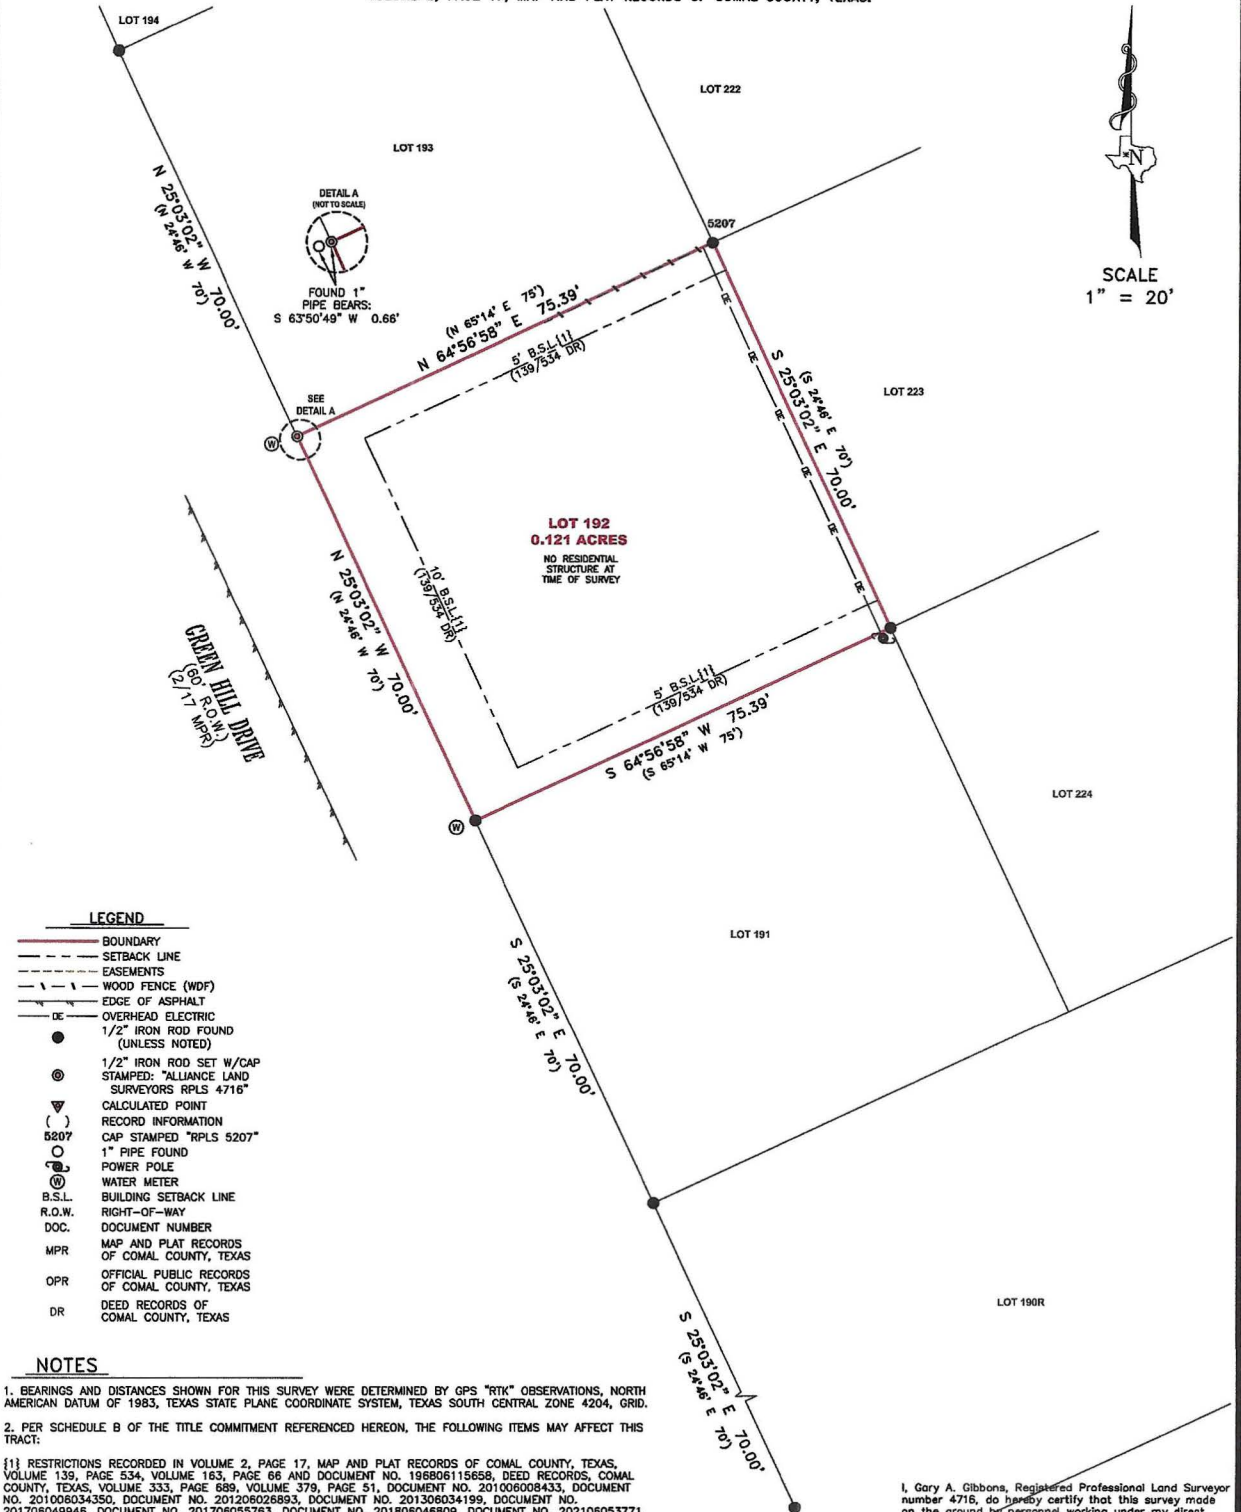 LOT 194
LOT 222
LOT 193
N 25°03'02" W 70.00'
(N 24°46' W 70')
DETAIL A
(NOT TO SCALE)
FOUND 1"
PIPE BEARS:
S 63°50'49" W 0.66'
5207
SCALE
1" = 20'
N
(N 65°14' E 75')
N 64°56'58" E 75.39'
5' B.S.L.{1}
(139/534 DR)
OE
OE
OE
OE
OE
OE
S 25°03'02" E 70.00'
(S 24°46' E 70')
LOT 223
SEE
DETAIL A
W
LOT 192
0.121 ACRES
NO RESIDENTIAL
STRUCTURE AT
TIME OF SURVEY
10' B.S.L.{1}
(139/534 DR)
N 25°03'02" W 70.00'
(N 24°46' W 70')
GREEN HILL DRIVE
(60' R.O.W.)
(2/17 MPR)
5' B.S.L.{1}
(139/534 DR)
S 64°56'58" W 75.39'
(S 65°14' W 75')
W
LOT 224
LOT 191
S 25°03'02" E 70.00'
(S 24°46' E 70')
LEGEND
BOUNDARY
SETBACK LINE
EASEMENTS
WOOD FENCE (WDF)
EDGE OF ASPHALT
OE OVERHEAD ELECTRIC
1/2" IRON ROD FOUND
(UNLESS NOTED)
1/2" IRON ROD SET W/CAP
STAMPED: "ALLIANCE LAND
SURVEYORS RPLS 4716"
CALCULATED POINT
( ) RECORD INFORMATION
5207 CAP STAMPED "RPLS 5207"
1" PIPE FOUND
POWER POLE
W WATER METER
B.S.L. BUILDING SETBACK LINE
R.O.W. RIGHT-OF-WAY
DOC. DOCUMENT NUMBER
MPR MAP AND PLAT RECORDS
OF COMAL COUNTY, TEXAS
OPR OFFICIAL PUBLIC RECORDS
OF COMAL COUNTY, TEXAS
DR DEED RECORDS OF
COMAL COUNTY, TEXAS
LOT 190R
S 25°03'02" E 70.00'
(S 24°46' E 70')
NOTES
1. BEARINGS AND DISTANCES SHOWN FOR THIS SURVEY WERE DETERMINED BY GPS "RTK" OBSERVATIONS, NORTH
AMERICAN DATUM OF 1983, TEXAS STATE PLANE COORDINATE SYSTEM, TEXAS SOUTH CENTRAL ZONE 4204, GRID.
2. PER SCHEDULE B OF THE TITLE COMMITMENT REFERENCED HEREON, THE FOLLOWING ITEMS MAY AFFECT THIS
TRACT:
{1} RESTRICTIONS RECORDED IN VOLUME 2, PAGE 17, MAP AND PLAT RECORDS OF COMAL COUNTY, TEXAS,
VOLUME 139, PAGE 534, VOLUME 163, PAGE 66 AND DOCUMENT NO. 196806115658, DEED RECORDS, COMAL
COUNTY, TEXAS, VOLUME 333, PAGE 689, VOLUME 379, PAGE 51, DOCUMENT NO. 201006008433, DOCUMENT
NO. 201006034350, DOCUMENT NO. 201206026893, DOCUMENT NO. 201306034199, DOCUMENT NO.
I, Gary A. Gibbons, Registered Professional Land Surveyor
number 4716, do hereby certify that this survey made
on the ground by personnel working under my direct